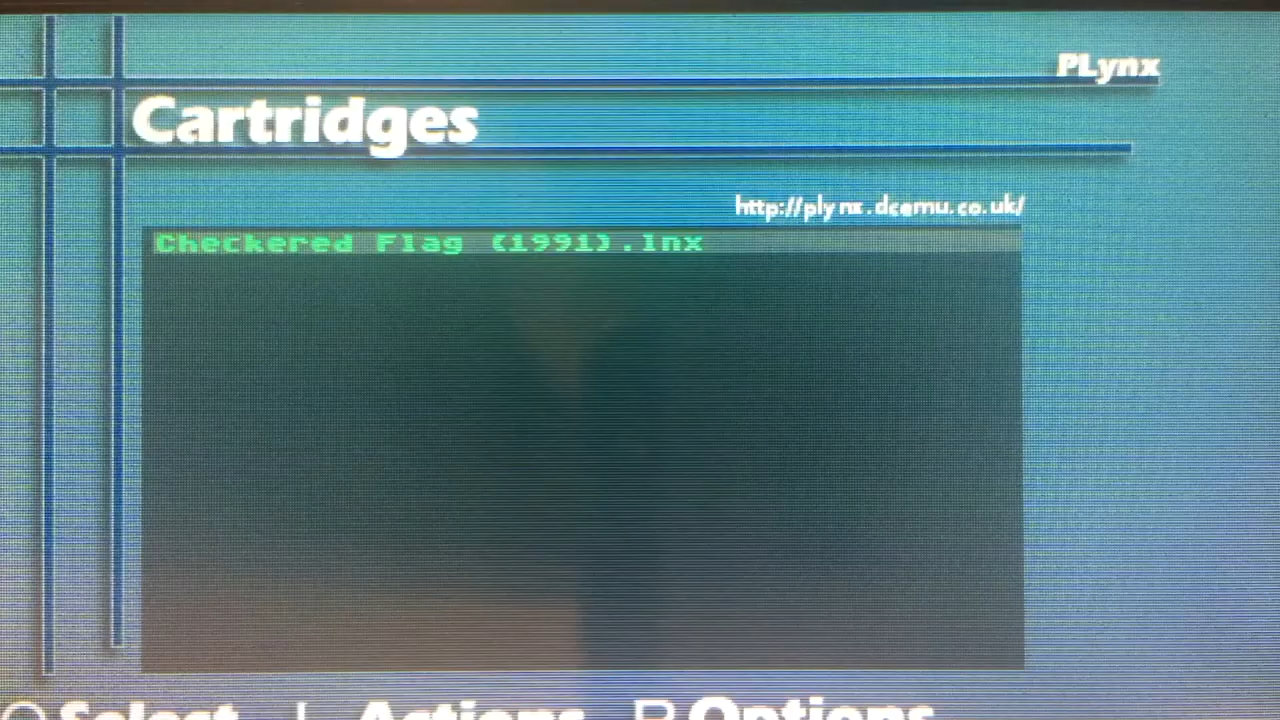 PLynx
Cartridges
http://plynx.dcemu.co.uk/
Checkered Flag (1991).lnx
Select L Actions R Options